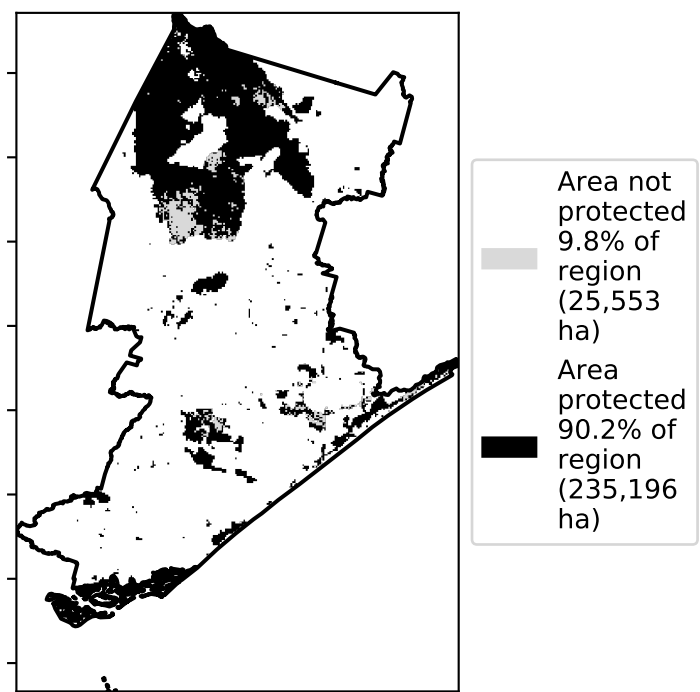 Area not
protected
9.8% of
region
(25,553
ha)
Area
protected
90.2% of
region
(235,196
ha)